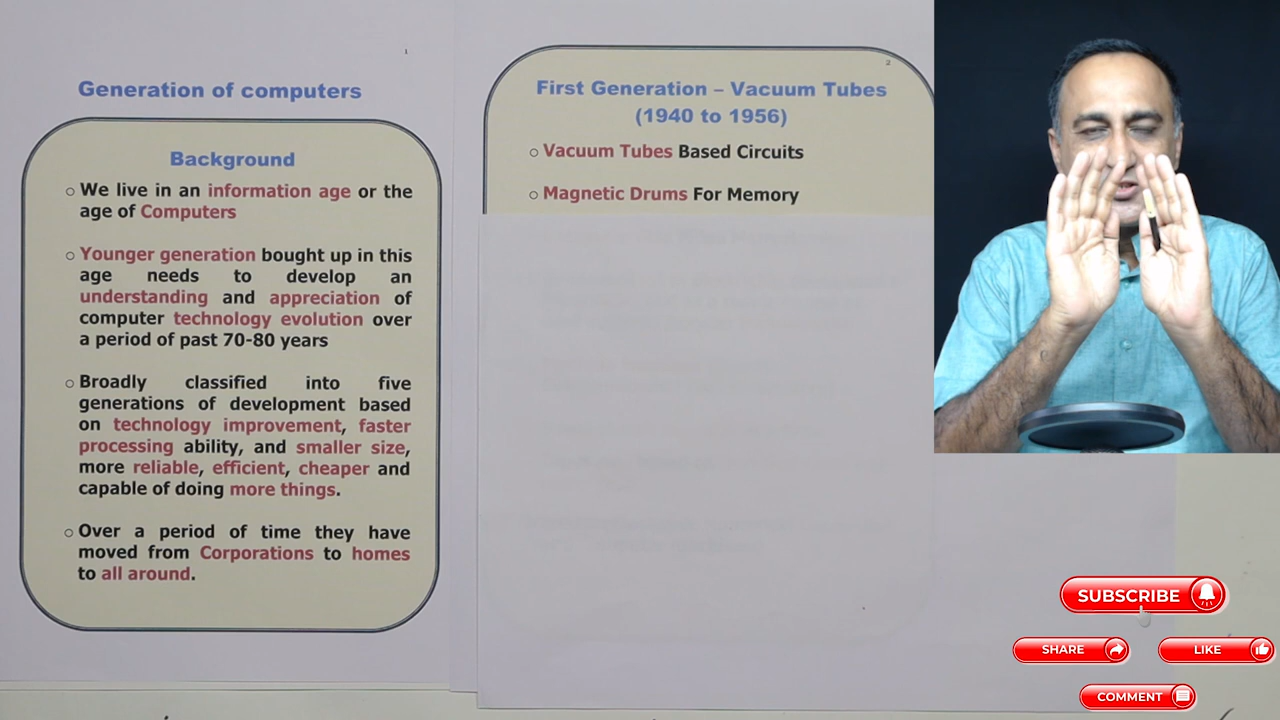 1
Generation of computers
Background
○ We live in an information age or the
age of Computers
○ Younger generation bought up in this
age needs to develop an
understanding and appreciation of
computer technology evolution over
a period of past 70-80 years
○ Broadly classified into five
generations of development based
on technology improvement, faster
processing ability, and smaller size,
more reliable, efficient, cheaper and
capable of doing more things.
○ Over a period of time they have
moved from Corporations to homes
to all around.
2
First Generation – Vacuum Tubes
(1940 to 1956)
○ Vacuum Tubes Based Circuits
○ Magnetic Drums For Memory
SUBSCRIBE
SHARE
LIKE
COMMENT